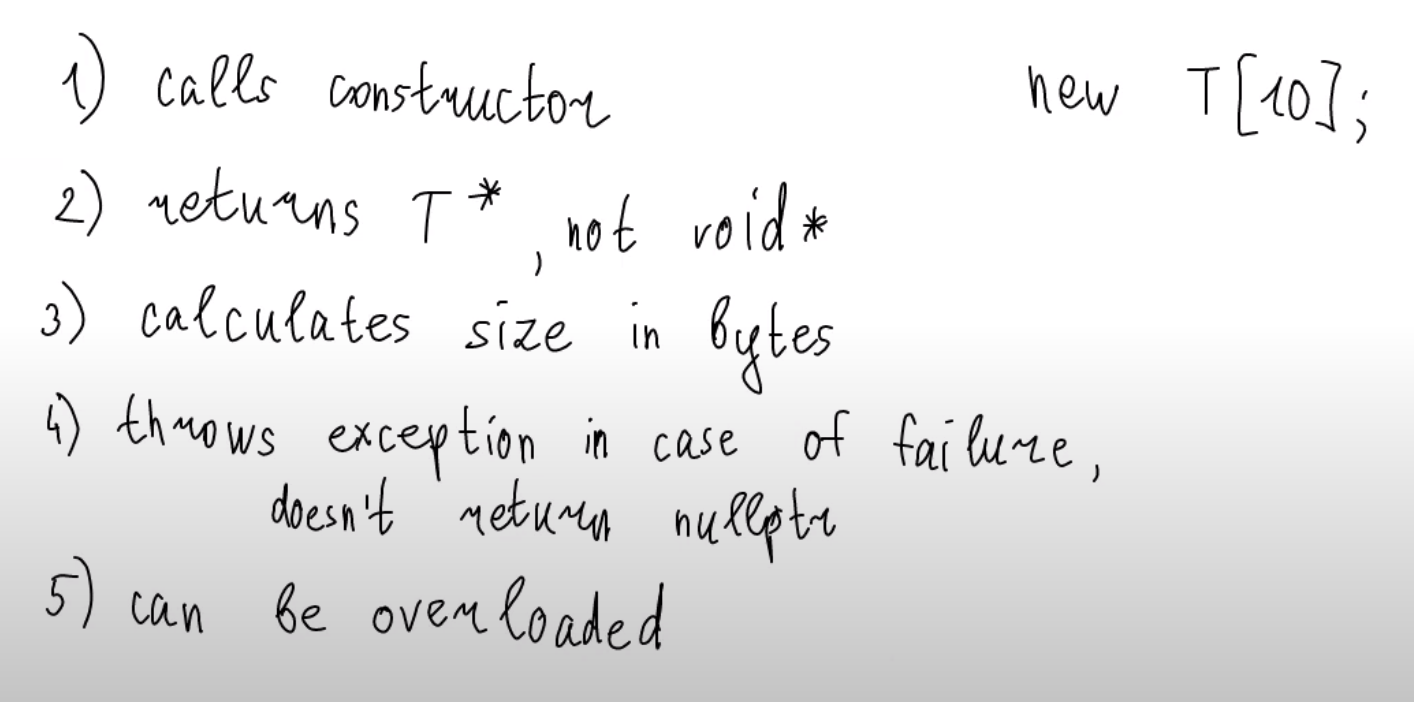 1) calls constructor
new T[10];
2) returns T*, not void*
3) calculates size in bytes
4) throws exception in case of failure,
doesn't return nullptr
5) can be overloaded